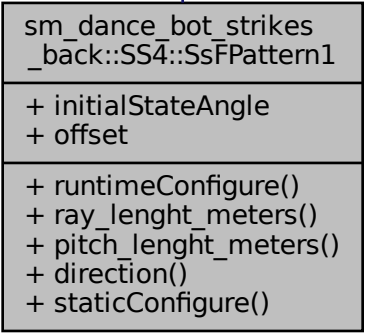 sm_dance_bot_strikes
_back::SS4::SsFPattern1
+ initialStateAngle
+ offset
+ runtimeConfigure()
+ ray_lenght_meters()
+ pitch_lenght_meters()
+ direction()
+ staticConfigure()